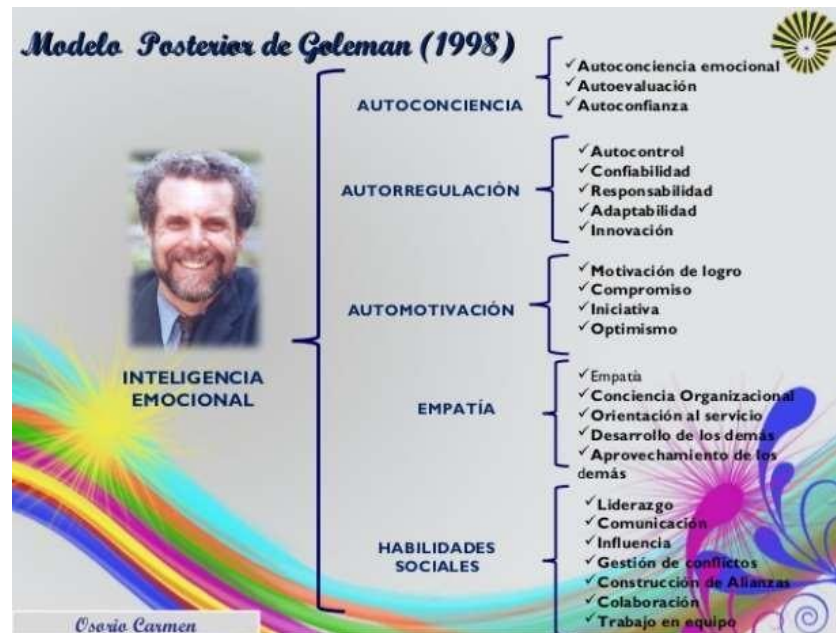 Modelo Posterior de Goleman (1998)
INTELIGENCIA
EMOCIONAL
AUTOCONCIENCIA
✓Autoconciencia emocional
✓Autoevaluación
✓Autoconfianza
AUTORREGULACIÓN
✓Autocontrol
✓Confiabilidad
✓Responsabilidad
✓Adaptabilidad
✓Innovación
AUTOMOTIVACIÓN
✓Motivación de logro
✓Compromiso
✓Iniciativa
✓Optimismo
EMPATÍA
✓Empatía
✓Conciencia Organizacional
✓Orientación al servicio
✓Desarrollo de los demás
✓Aprovechamiento de los
demás
HABILIDADES
SOCIALES
✓Liderazgo
✓Comunicación
✓Influencia
✓Gestión de conflictos
✓Construcción de Alianzas
✓Colaboración
✓Trabajo en equipo
Osorio Carmen